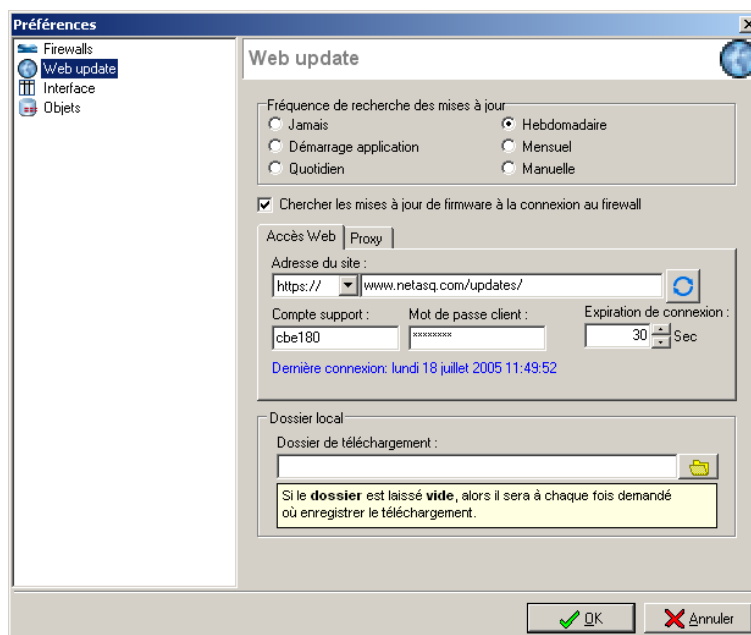 Préférences
Firewalls
Web update
Interface
Objets
Web update
Fréquence de recherche des mises à jour
Jamais
Hebdomadaire
Démarrage application
Mensuel
Quotidien
Manuelle
Chercher les mises à jour de firmware à la connexion au firewall
Accès Web
Proxy
Adresse du site :
https://
www.netasq.com/updates/
Compte support :
Mot de passe client :
Expiration de connexion :
cbe180
********
30
Sec
Dernière connexion: lundi 18 juillet 2005 11:49:52
Dossier local
Dossier de téléchargement :
Si le dossier est laissé vide, alors il sera à chaque fois demandé
où enregistrer le téléchargement.
OK
Annuler